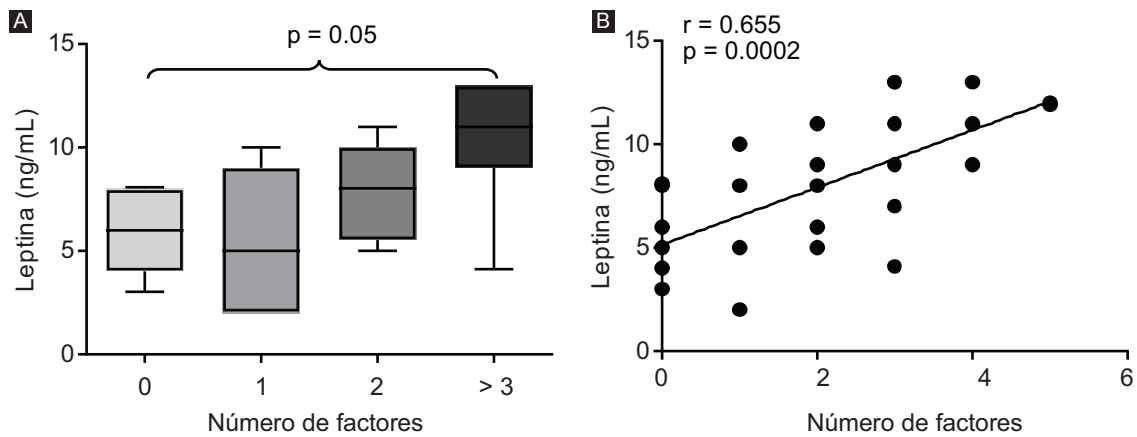 A
p = 0.05
15
10
5
0
Leptina (ng/mL)
0 1 2 > 3
Número de factores
B
r = 0.655
p = 0.0002
15
10
5
0
Leptina (ng/mL)
0 2 4 6
Número de factores